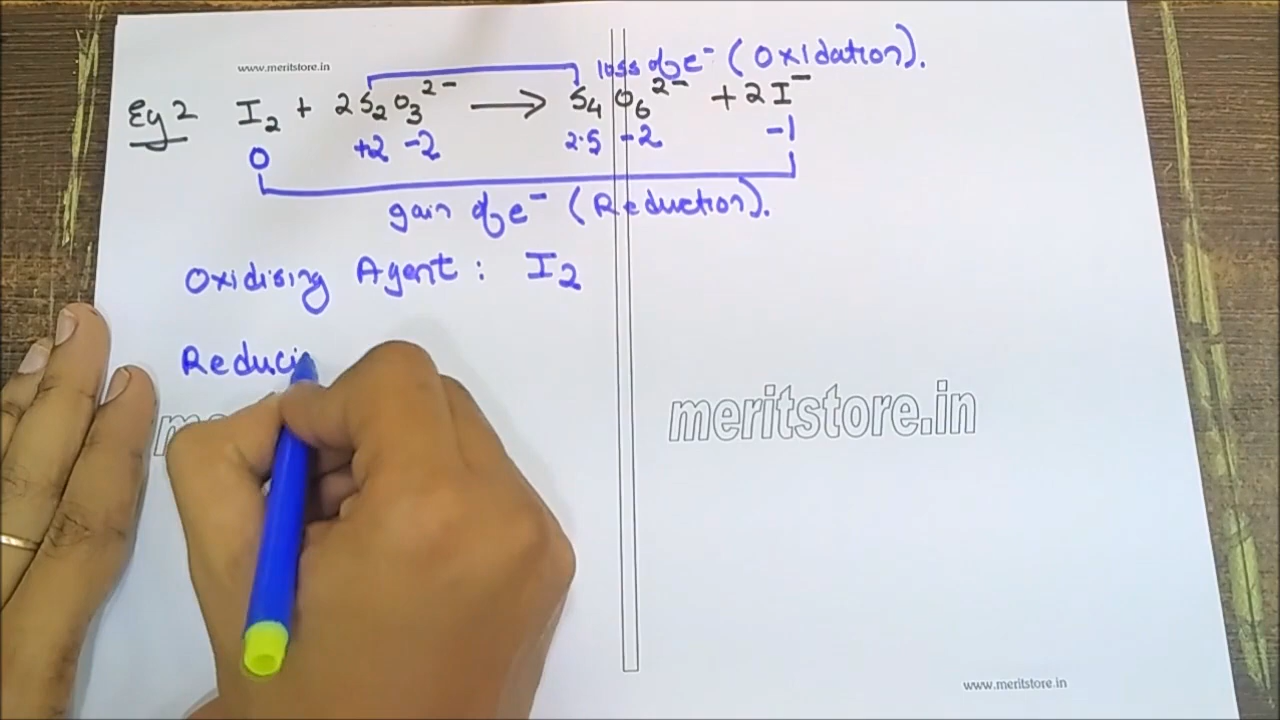 www.meritstore.in
loss of e⁻ (Oxidation).
Eg 2 I₂ + 2S₂O₃²⁻ ⟶ S₄O₆²⁻ + 2I⁻
0 +2 -2 2.5 -2 -1
gain of e⁻ (Reduction).
Oxidising Agent : I₂
Reduci
meritstore.in
www.meritstore.in